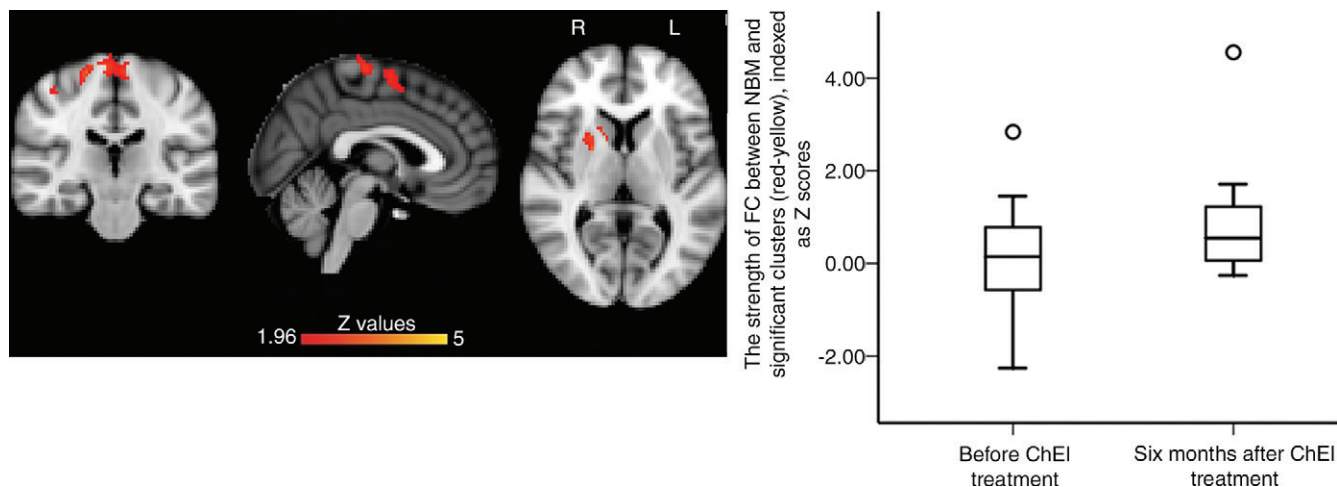 R L
1.96 Z values 5
The strength of FC between NBM and
significant clusters (red-yellow), indexed
as Z scores
4.00
2.00
0.00
-2.00
Before ChEI
treatment
Six months after ChEI
treatment